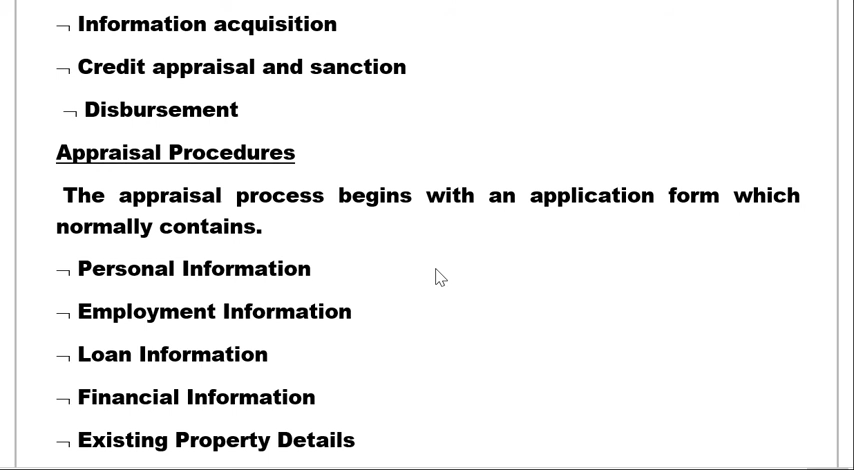 ¬ Information acquisition
¬ Credit appraisal and sanction
¬ Disbursement
Appraisal Procedures
The appraisal process begins with an application form which
normally contains.
¬ Personal Information
¬ Employment Information
¬ Loan Information
¬ Financial Information
¬ Existing Property Details